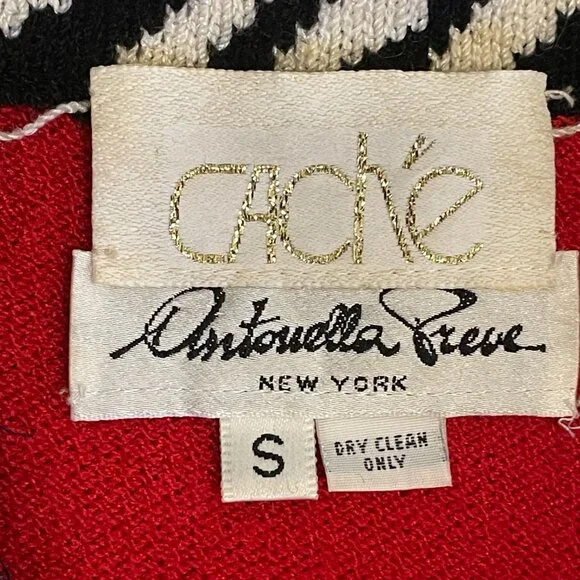 caché
Antonella Preve
NEW YORK
S
DRY CLEAN
ONLY